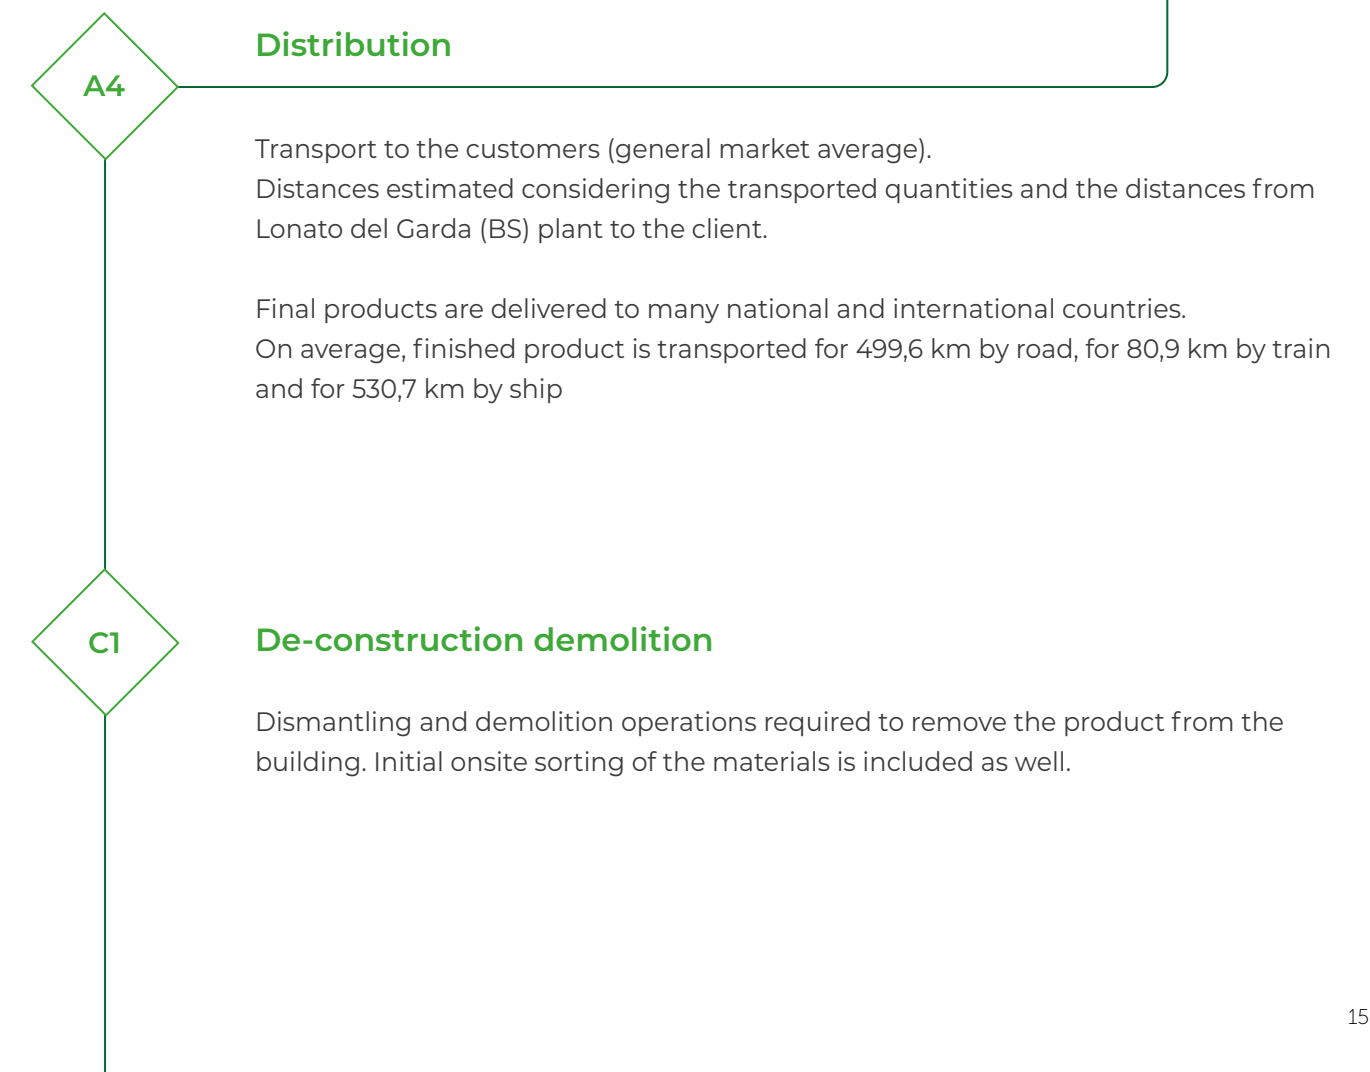 Distribution
A4
Transport to the customers (general market average).
Distances estimated considering the transported quantities and the distances from
Lonato del Garda (BS) plant to the client.
Final products are delivered to many national and international countries.
On average, finished product is transported for 499,6 km by road, for 80,9 km by train
and for 530,7 km by ship
C1
De-construction demolition
Dismantling and demolition operations required to remove the product from the
building. Initial onsite sorting of the materials is included as well.
15